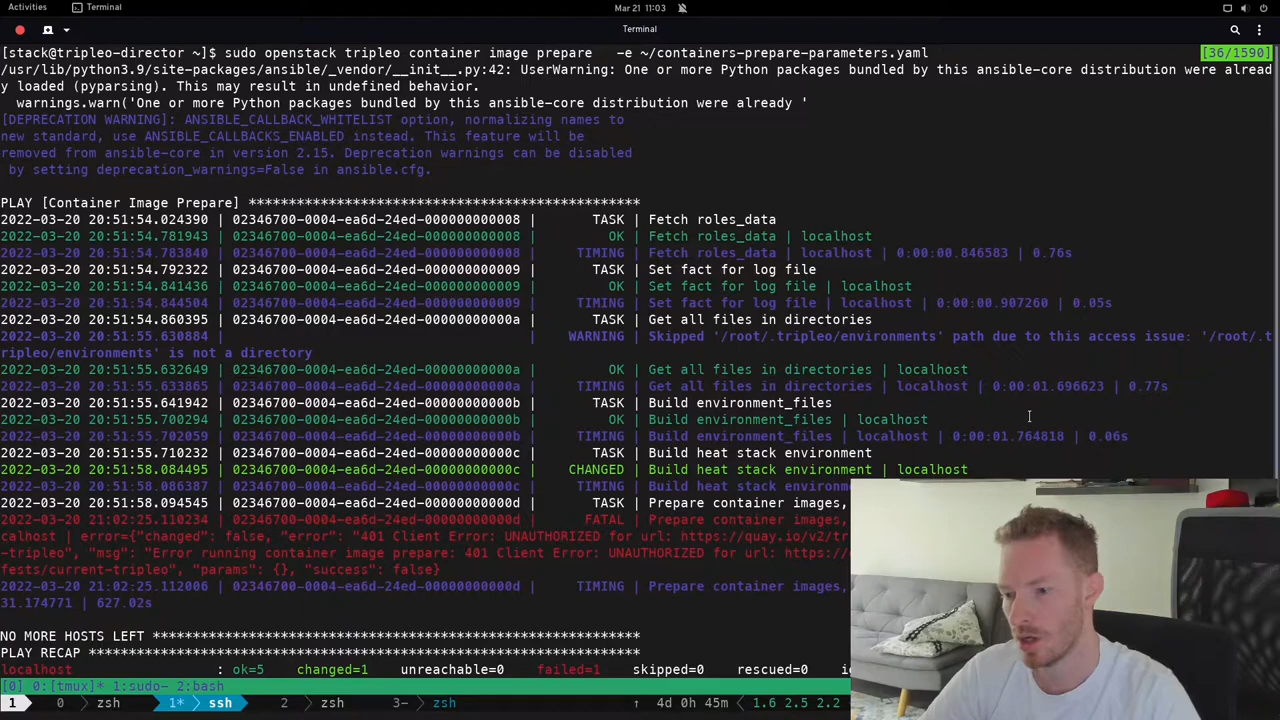 Activities Terminal Mar 21 11:03
Terminal
[stack@tripleo-director ~]$ sudo openstack tripleo container image prepare   -e ~/containers-prepare-parameters.yaml [36/1590]
/usr/lib/python3.9/site-packages/ansible/_vendor/__init__.py:42: UserWarning: One or more Python packages bundled by this ansible-core distribution were alread
y loaded (pyparsing). This may result in undefined behavior.
  warnings.warn('One or more Python packages bundled by this ansible-core distribution were already '
[DEPRECATION WARNING]: ANSIBLE_CALLBACK_WHITELIST option, normalizing names to
new standard, use ANSIBLE_CALLBACKS_ENABLED instead. This feature will be
removed from ansible-core in version 2.15. Deprecation warnings can be disabled
 by setting deprecation_warnings=False in ansible.cfg.
PLAY [Container Image Prepare] *************************************************
2022-03-20 20:51:54.024390 | 02346700-0004-ea6d-24ed-000000000008 |       TASK | Fetch roles_data
2022-03-20 20:51:54.781943 | 02346700-0004-ea6d-24ed-000000000008 |         OK | Fetch roles_data | localhost
2022-03-20 20:51:54.783840 | 02346700-0004-ea6d-24ed-000000000008 |     TIMING | Fetch roles_data | localhost | 0:00:00.846583 | 0.76s
2022-03-20 20:51:54.792322 | 02346700-0004-ea6d-24ed-000000000009 |       TASK | Set fact for log file
2022-03-20 20:51:54.841436 | 02346700-0004-ea6d-24ed-000000000009 |         OK | Set fact for log file | localhost
2022-03-20 20:51:54.844504 | 02346700-0004-ea6d-24ed-000000000009 |     TIMING | Set fact for log file | localhost | 0:00:00.907260 | 0.05s
2022-03-20 20:51:54.860395 | 02346700-0004-ea6d-24ed-00000000000a |       TASK | Get all files in directories
2022-03-20 20:51:55.630884 |                                      |    WARNING | Skipped '/root/.tripleo/environments' path due to this access issue: '/root/.t
ripleo/environments' is not a directory
2022-03-20 20:51:55.632649 | 02346700-0004-ea6d-24ed-00000000000a |         OK | Get all files in directories | localhost
2022-03-20 20:51:55.633865 | 02346700-0004-ea6d-24ed-00000000000a |     TIMING | Get all files in directories | localhost | 0:00:01.696623 | 0.77s
2022-03-20 20:51:55.641942 | 02346700-0004-ea6d-24ed-00000000000b |       TASK | Build environment_files
2022-03-20 20:51:55.700294 | 02346700-0004-ea6d-24ed-00000000000b |         OK | Build environment_files | localhost
2022-03-20 20:51:55.702059 | 02346700-0004-ea6d-24ed-00000000000b |     TIMING | Build environment_files | localhost | 0:00:01.764818 | 0.06s
2022-03-20 20:51:55.710232 | 02346700-0004-ea6d-24ed-00000000000c |       TASK | Build heat stack environment
2022-03-20 20:51:58.084495 | 02346700-0004-ea6d-24ed-00000000000c |    CHANGED | Build heat stack environment | localhost
2022-03-20 20:51:58.086387 | 02346700-0004-ea6d-24ed-00000000000c |     TIMING | Build heat stack environment
2022-03-20 20:51:58.094545 | 02346700-0004-ea6d-24ed-00000000000d |       TASK | Prepare container images,
2022-03-20 21:02:25.110234 | 02346700-0004-ea6d-24ed-00000000000d |      FATAL | Prepare container images,
calhost | error={"changed": false, "error": "401 Client Error: UNAUTHORIZED for url: https://quay.io/v2/tr
-tripleo", "msg": "Error running container image prepare: 401 Client Error: UNAUTHORIZED for url: https://
fests/current-tripleo", "params": {}, "success": false}
2022-03-20 21:02:25.112006 | 02346700-0004-ea6d-24ed-00000000000d |     TIMING | Prepare container images,
31.174771 | 627.02s
NO MORE HOSTS LEFT *************************************************************
PLAY RECAP *********************************************************************
localhost                  : ok=5    changed=1    unreachable=0    failed=1    skipped=0    rescued=0
[0] 0:[tmux]* 1:sudo- 2:bash
1 0 zsh 1* ssh 2 zsh 3- zsh ↑ 4d 0h 45m 1.6 2.5 2.2